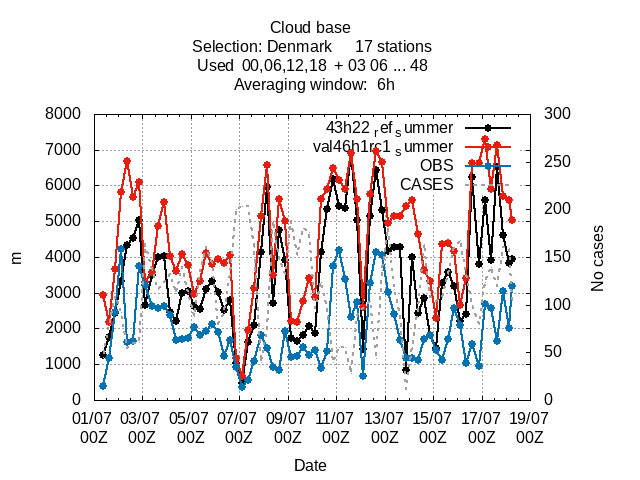 Cloud base
Selection: Denmark 17 stations
Used 00,06,12,18 + 03 06 ... 48
Averaging window: 6h
8000 300
43h22_ref_summer
val46h1rc1_summer
OBS
CASES
7000
250
6000
200
5000
4000
150
3000
100
2000
50
1000
0 0
m
No cases
01/07 03/07 05/07 07/07 09/07 11/07 13/07 15/07 17/07 19/07
00Z 00Z 00Z 00Z 00Z 00Z 00Z 00Z 00Z 00Z
Date